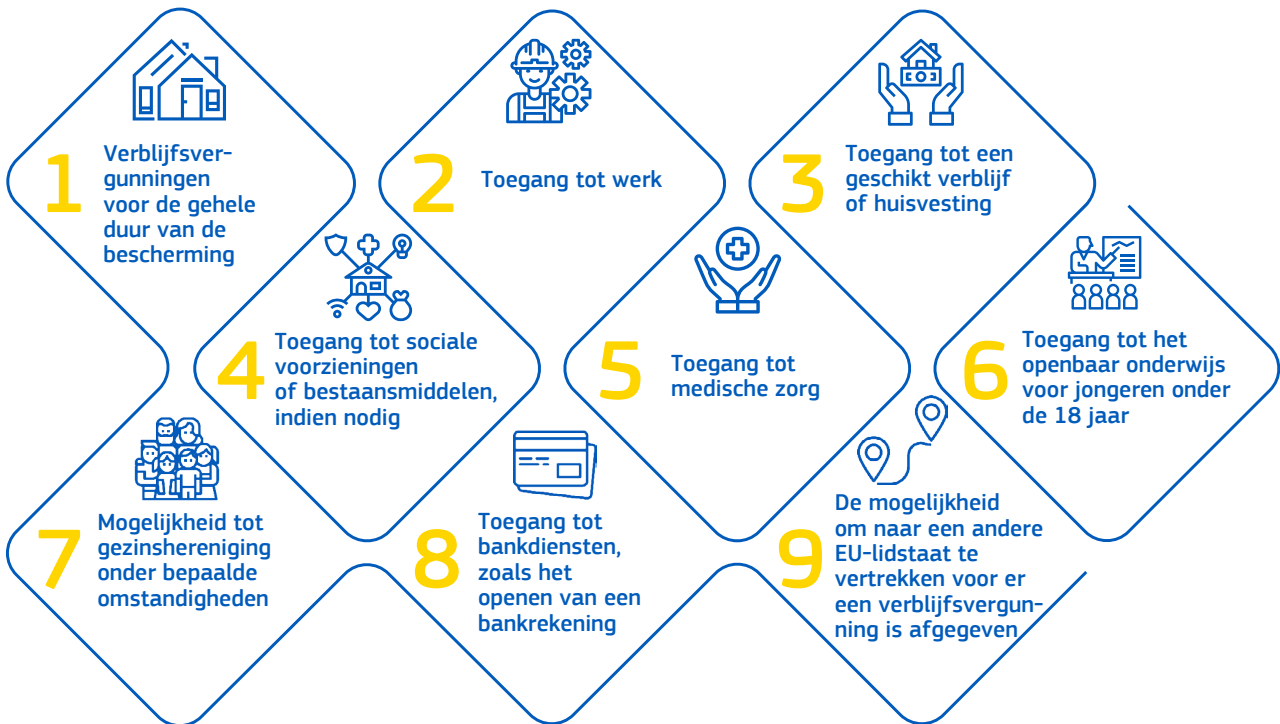 1
Verblijfsver-
gunningen
voor de gehele
duur van de
bescherming
2
Toegang tot werk
3
Toegang tot een
geschikt verblijf
of huisvesting
4
Toegang tot sociale
voorzieningen
of bestaansmiddelen,
indien nodig
5
Toegang tot
medische zorg
6
Toegang tot het
openbaar onderwijs
voor jongeren onder
de 18 jaar
7
Mogelijkheid tot
gezinshereniging
onder bepaalde
omstandigheden
8
Toegang tot
bankdiensten,
zoals het
openen van een
bankrekening
9
De mogelijkheid
om naar een andere
EU-lidstaat te
vertrekken voor er
een verblijfsvergun-
ning is afgegeven